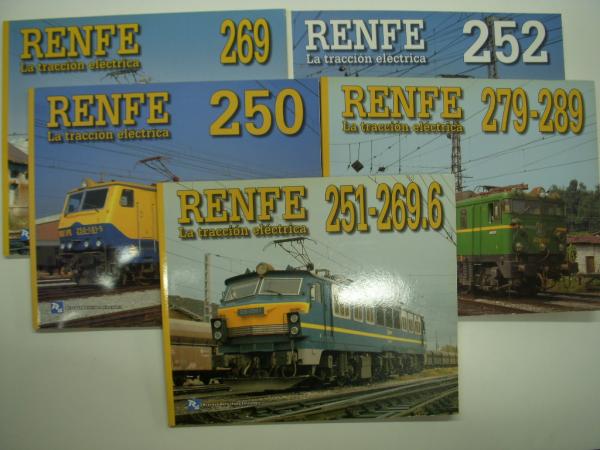 RENFE
La tracción eléctrica
269
RENFE
La tracción eléctrica
252
RENFE
La tracción eléctrica
250
RENFE
La tracción eléctrica
279-289
RENFE
La tracción eléctrica
251-269.6